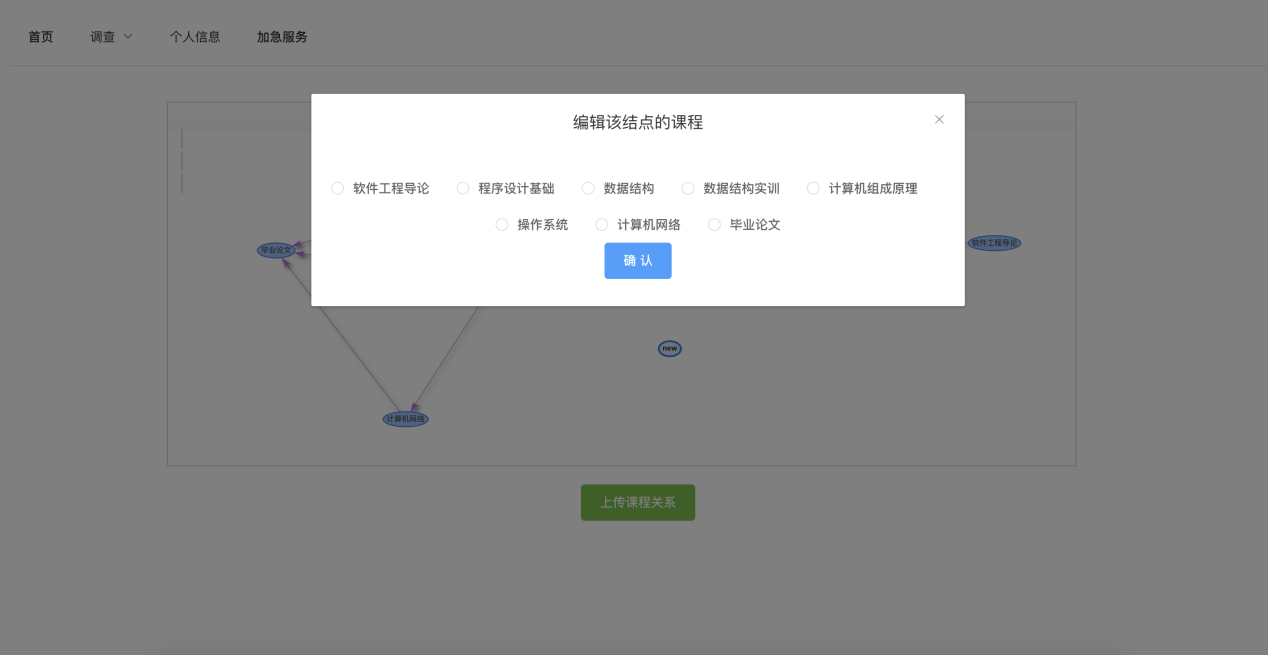 首页 调查 个人信息 加急服务
编辑该结点的课程
软件工程导论 程序设计基础 数据结构 数据结构实训 计算机组成原理
操作系统 计算机网络 毕业论文
确 认
毕业论文
软件工程导论
new
计算机网络
上传课程关系